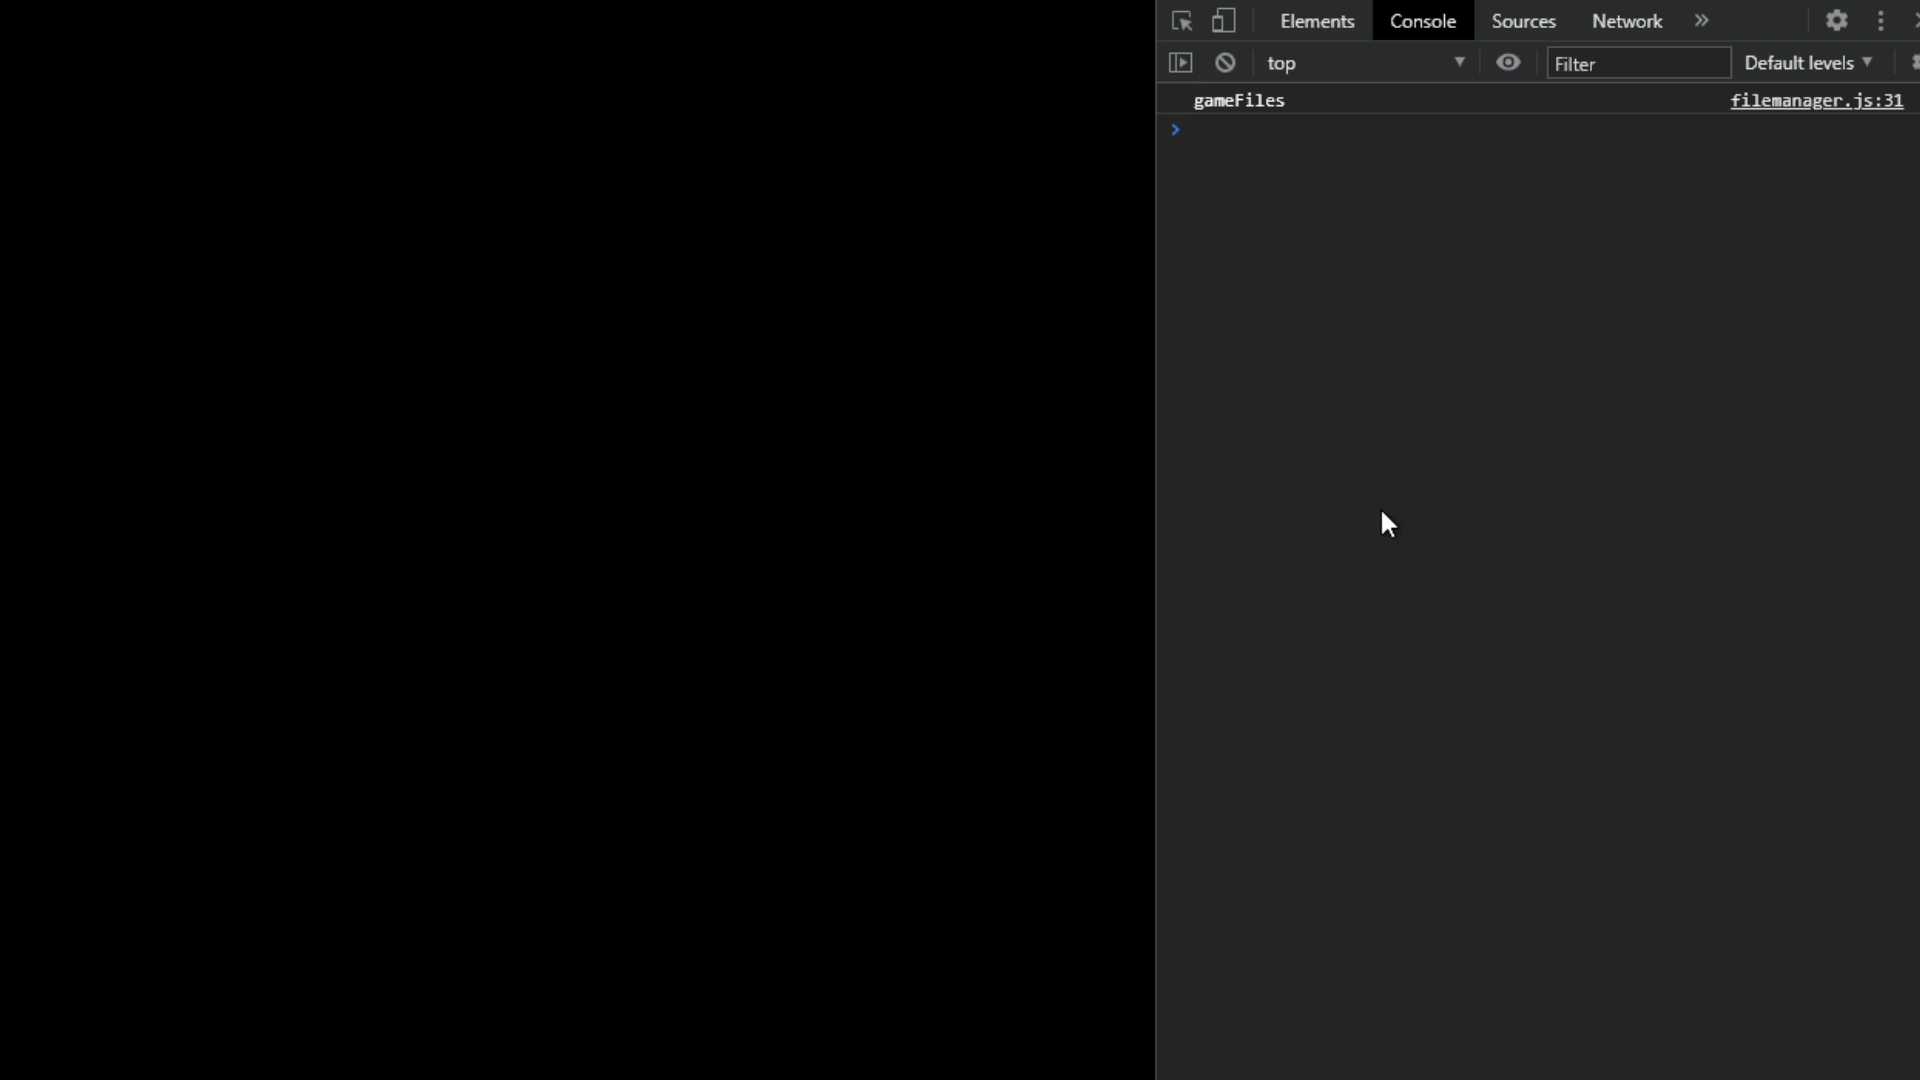 Elements Console Sources Network
top Filter Default levels
gameFiles filemanager.js:31